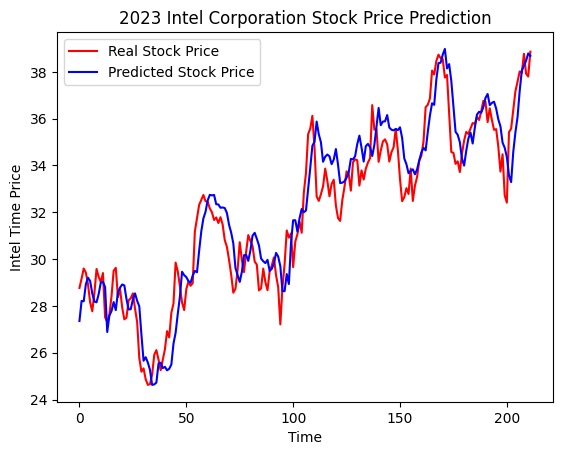 2023 Intel Corporation Stock Price Prediction
Real Stock Price
Predicted Stock Price
Intel Time Price
38
36
34
32
30
28
26
24
0
50
100
150
200
Time